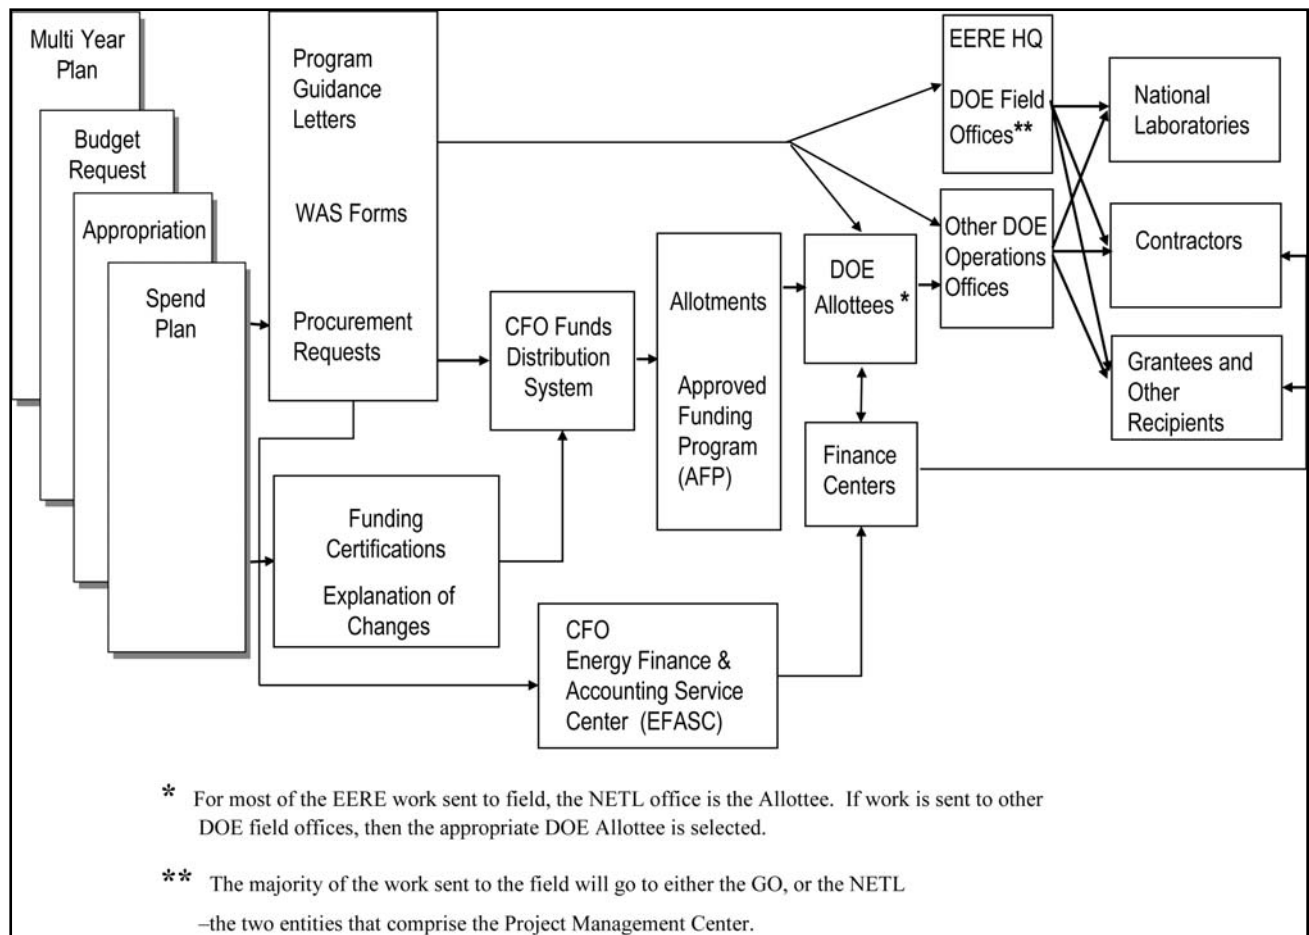 Multi Year
Plan
Budget
Request
Appropriation
Spend
Plan
Program
Guidance
Letters
WAS Forms
Procurement
Requests
Funding
Certifications
Explanation of
Changes
CFO Funds
Distribution
System
CFO
Energy Finance &
Accounting Service
Center (EFASC)
Allotments
Approved
Funding
Program
(AFP)
DOE
Allottees *
Finance
Centers
EERE HQ
DOE Field
Offices**
Other DOE
Operations
Offices
National
Laboratories
Contractors
Grantees and
Other
Recipients
* For most of the EERE work sent to field, the NETL office is the Allottee. If work is sent to other
DOE field offices, then the appropriate DOE Allottee is selected.
** The majority of the work sent to the field will go to either the GO, or the NETL
–the two entities that comprise the Project Management Center.